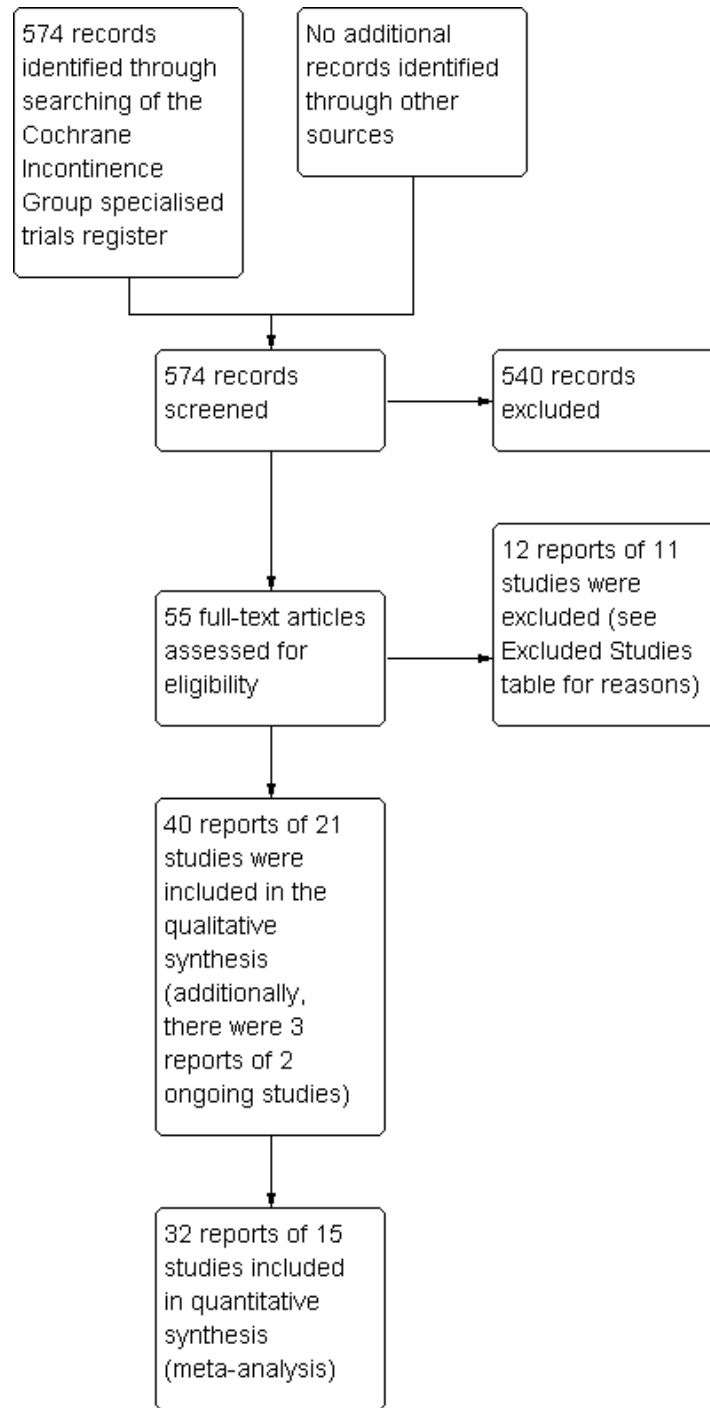 574 records
identified through
searching of the
Cochrane
Incontinence
Group specialised
trials register
No additional
records identified
through other
sources
574 records
screened
540 records
excluded
55 full-text articles
assessed for
eligibility
12 reports of 11
studies were
excluded (see
Excluded Studies
table for reasons)
40 reports of 21
studies were
included in the
qualitative
synthesis
(additionally,
there were 3
reports of 2
ongoing studies)
32 reports of 15
studies included
in quantitative
synthesis
(meta-analysis)